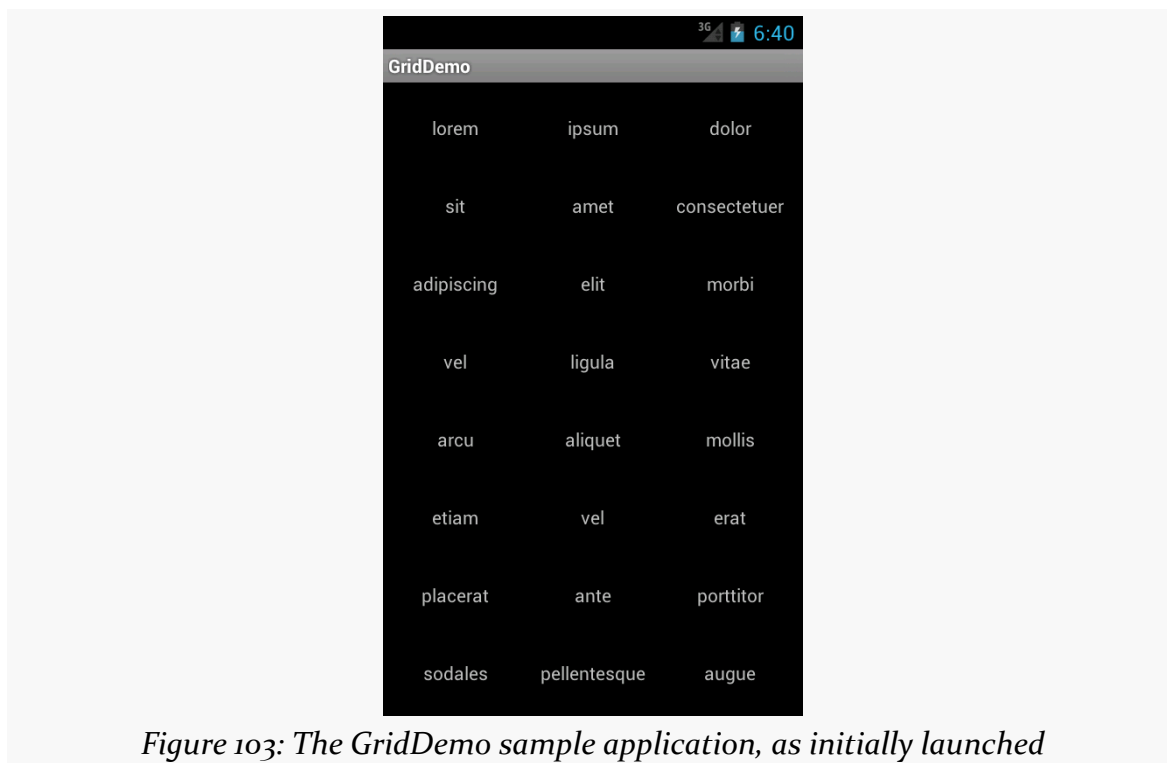 3G 6:40
GridDemo
lorem ipsum dolor
sit amet consectetuer
adipiscing elit morbi
vel ligula vitae
arcu aliquet mollis
etiam vel erat
placerat ante porttitor
sodales pellentesque augue
Figure 103: The GridDemo sample application, as initially launched